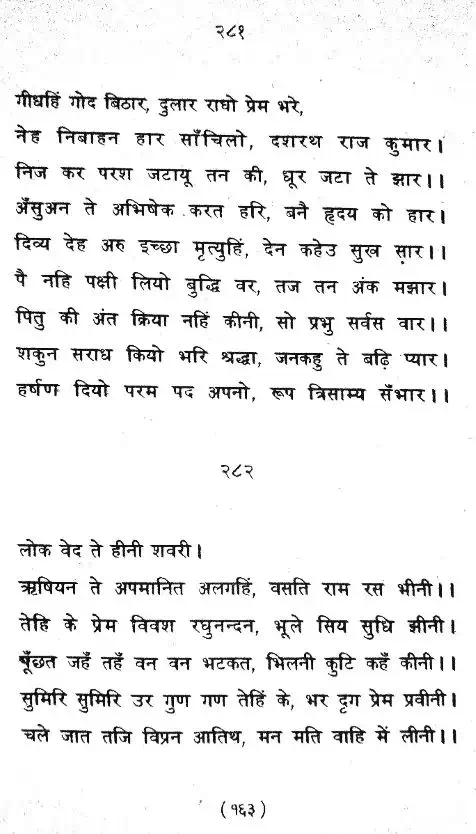 २८१
गीधहिं गोद बिठार, दुलार राघो प्रेम भरे,
नेह निबाहन हार साँचिलो, दशरथ राज कुमार।
निज कर परश जटायू तन की, धूर जटा ते झार।।
अँसुअन ते अभिषेक करत हरि, बनै हृदय को हार।
दिव्य देह अरु इच्छा मृत्युहिं, देन कहेउ सुख सार।।
पै नहि पक्षी लियो बुद्धि वर, तज तन अंक मझार।
पितु की अंत क्रिया नहिं कीनी, सो प्रभु सर्वस वार।।
शकुन सराध कियो भरि श्रद्धा, जनकहु ते बढ़ि प्यार।
हर्षण दियो परम पद अपनो, रूप त्रिसाम्य सँभार।।
२८२
लोक वेद ते हीनी शवरी।
ऋषियन ते अपमानित अलगहिं, वसति राम रस भीनी।।
तेहि के प्रेम विवश रघुनन्दन, भूले सिय सुधि झीनी।
पूँछत जहँ तहँ वन वन भटकत, भिलनी कुटि कहँ कीनी।।
सुमिरि सुमिरि उर गुण गण तेहिं के, भर दृग प्रेम प्रवीनी।
चले जात तजि विप्रन आतिथ, मन मति वाहि में लीनी।।
(१६३)